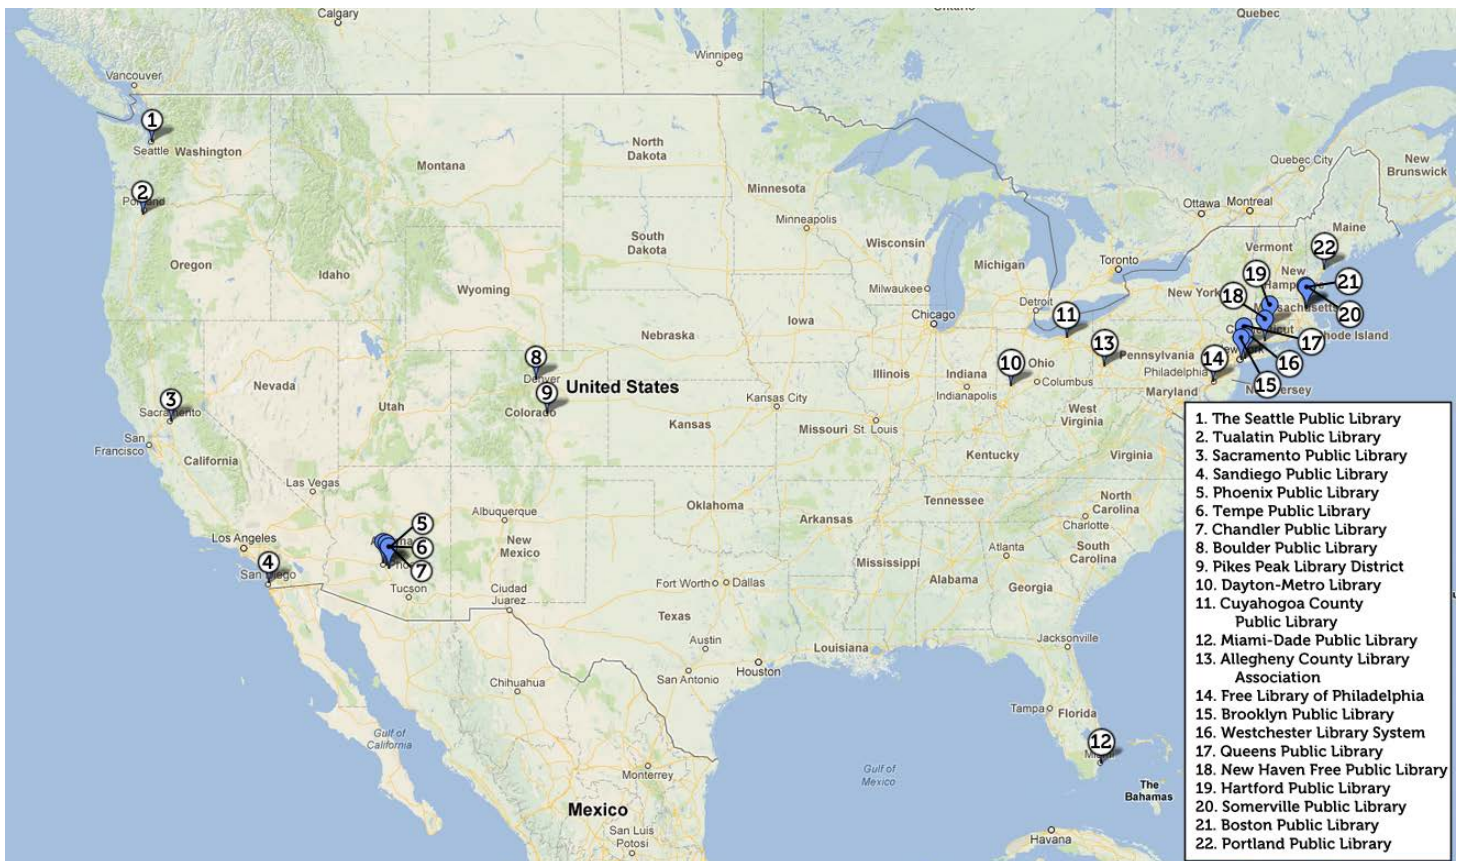 Calgary
Ontario
Quebec
Winnipeg
Vancouver
1
Seattle
Washington
Montana
North
Dakota
Minnesota
Quebec City
New
Brunswick
2
Ottawa
Montreal
Minneapolis
Maine
Oregon
Idaho
South
Dakota
Wisconsin
Michigan
Toronto
Vermont
22
New
19
21
Wyoming
Milwaukee
Detroit
New York
18
20
Chicago
11
Iowa
Nebraska
13
17
Rhode Island
8
Denver
United States
10
Ohio
Pennsylvania
14
16
Illinois
Indiana
Columbus
Philadelphia
15
Nevada
Utah
9
Colorado
Kansas City
Indianapolis
Maryland
3
Sacramento
San
Francisco
California
Kansas
Missouri
St. Louis
West
Virginia
Kentucky
Virginia
Las Vegas
Albuquerque
Oklahoma
Arkansas
Tennessee
North
Carolina
Charlotte
5
Los Angeles
6
New
Mexico
Atlanta
South
Carolina
4
San Diego
7
Tucson
Ciudad
Juarez
Fort Worth
Dallas
Mississippi
Alabama
Georgia
Texas
Austin
Louisiana
Jacksonville
San Antonio
Houston
Chihuahua
Tampa
Florida
Gulf of
California
12
Monterrey
Gulf of
Mexico
The
Bahamas
Mexico
San Luis
Potosi
Havana
1. The Seattle Public Library
2. Tualatin Public Library
3. Sacramento Public Library
4. Sandiego Public Library
5. Phoenix Public Library
6. Tempe Public Library
7. Chandler Public Library
8. Boulder Public Library
9. Pikes Peak Library District
10. Dayton-Metro Library
11. Cuyahogoa County
Public Library
12. Miami-Dade Public Library
13. Allegheny County Library
Association
14. Free Library of Philadelphia
15. Brooklyn Public Library
16. Westchester Library System
17. Queens Public Library
18. New Haven Free Public Library
19. Hartford Public Library
20. Somerville Public Library
21. Boston Public Library
22. Portland Public Library